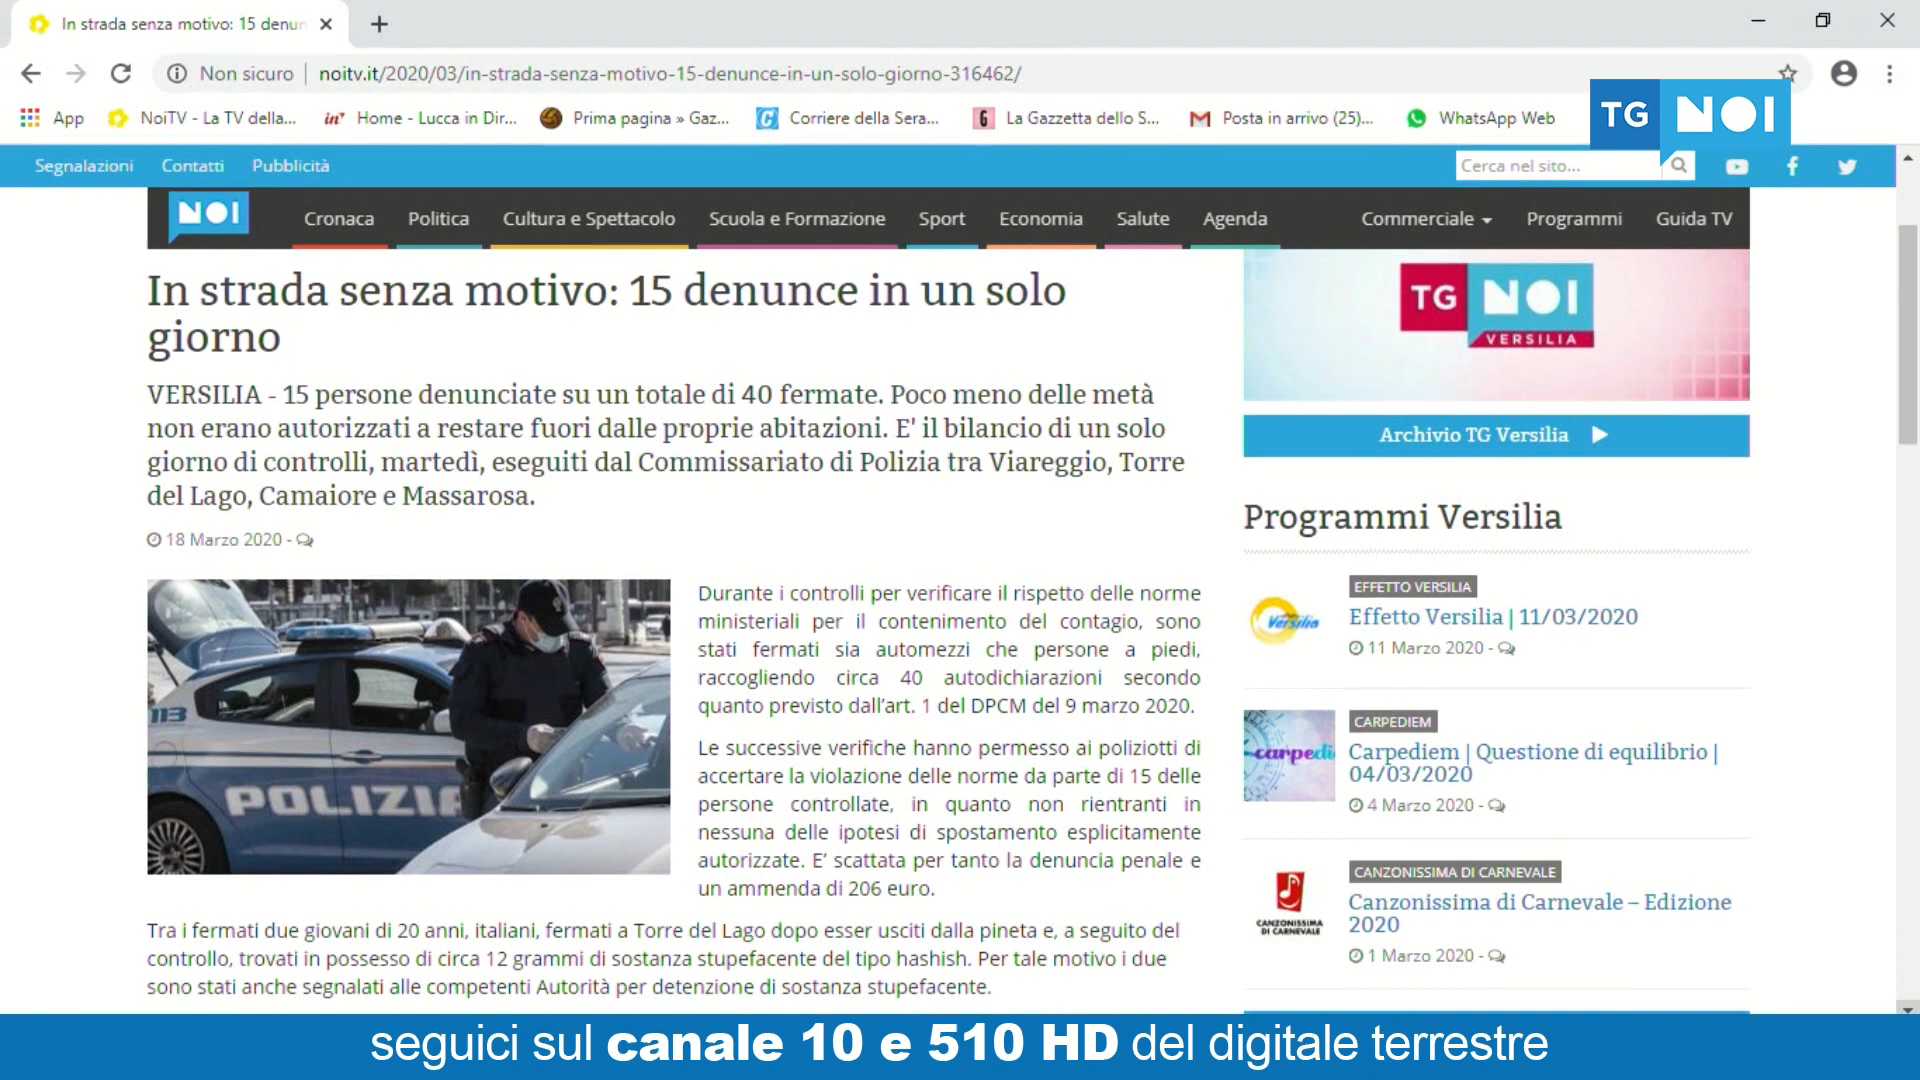 In strada senza motivo: 15 denun
Non sicuro
noitv.it/2020/03/in-strada-senza-motivo-15-denunce-in-un-solo-giorno-316462/
App
NoiTV - La TV della...
Home - Lucca in Dir...
Prima pagina » Gaz...
Corriere della Sera...
La Gazzetta dello S...
Posta in arrivo (25)...
WhatsApp Web
TG NOI
Segnalazioni
Contatti
Pubblicità
Cerca nel sito...
NOI
Cronaca
Politica
Cultura e Spettacolo
Scuola e Formazione
Sport
Economia
Salute
Agenda
Commerciale
Programmi
Guida TV
In strada senza motivo: 15 denunce in un solo
giorno
VERSILIA - 15 persone denunciate su un totale di 40 fermate. Poco meno delle metà
non erano autorizzati a restare fuori dalle proprie abitazioni. E' il bilancio di un solo
giorno di controlli, martedì, eseguiti dal Commissariato di Polizia tra Viareggio, Torre
del Lago, Camaiore e Massarosa.
18 Marzo 2020 -
113
POLIZIA
Durante i controlli per verificare il rispetto delle norme
ministeriali per il contenimento del contagio, sono
stati fermati sia automezzi che persone a piedi,
raccogliendo circa 40 autodichiarazioni secondo
quanto previsto dall’art. 1 del DPCM del 9 marzo 2020.
Le successive verifiche hanno permesso ai poliziotti di
accertare la violazione delle norme da parte di 15 delle
persone controllate, in quanto non rientranti in
nessuna delle ipotesi di spostamento esplicitamente
autorizzate. E’ scattata per tanto la denuncia penale e
un ammenda di 206 euro.
Tra i fermati due giovani di 20 anni, italiani, fermati a Torre del Lago dopo esser usciti dalla pineta e, a seguito del
controllo, trovati in possesso di circa 12 grammi di sostanza stupefacente del tipo hashish. Per tale motivo i due
sono stati anche segnalati alle competenti Autorità per detenzione di sostanza stupefacente.
TG NOI
VERSILIA
Archivio TG Versilia
Programmi Versilia
EFFETTO VERSILIA
Versilia
Effetto Versilia | 11/03/2020
11 Marzo 2020 -
CARPEDIEM
carpedi
Carpediem | Questione di equilibrio |
04/03/2020
4 Marzo 2020 -
CANZONISSIMA DI CARNEVALE
CANZONISSIMA
DI CARNEVALE
Canzonissima di Carnevale – Edizione
2020
1 Marzo 2020 -
seguici sul canale 10 e 510 HD del digitale terrestre